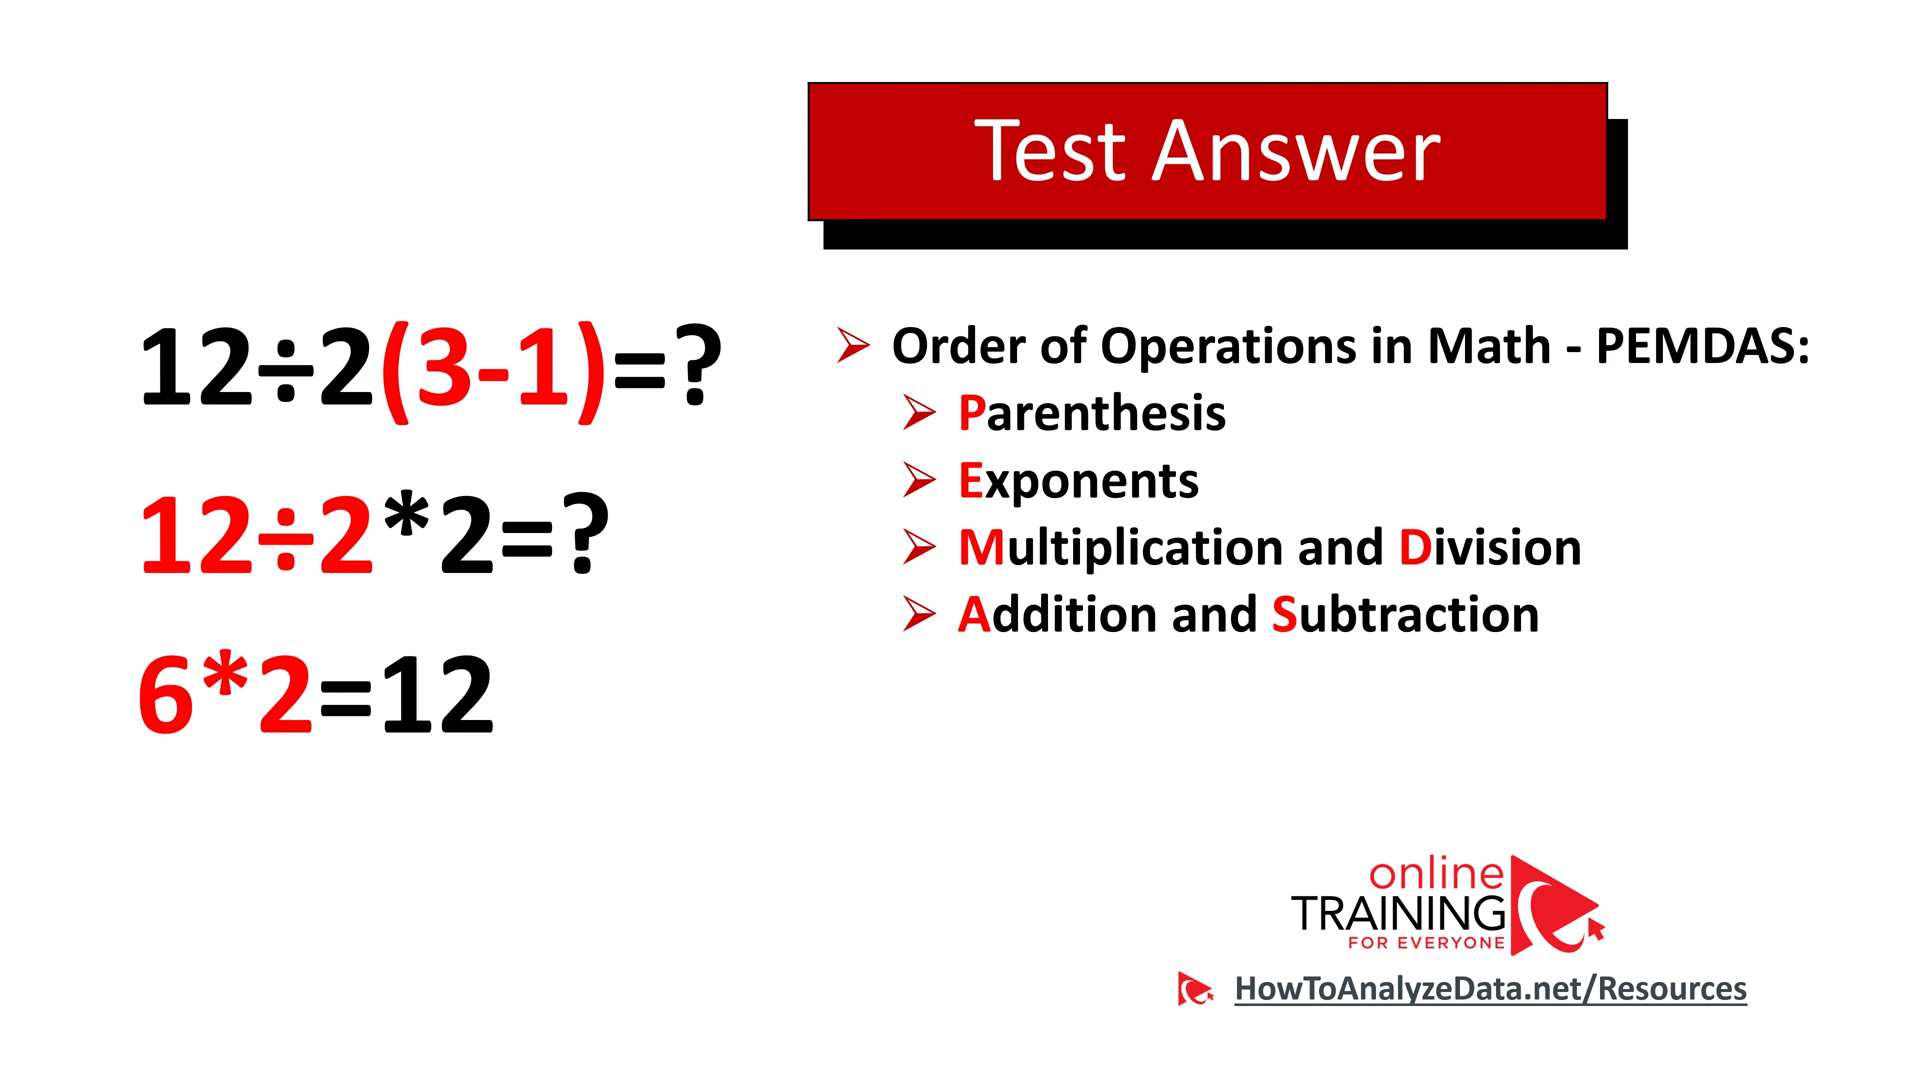 Test Answer
12÷2(3-1)=?
12÷2*2=?
6*2=12
Order of Operations in Math - PEMDAS:
Parenthesis
Exponents
Multiplication and Division
Addition and Subtraction
online
TRAINING
FOR EVERYONE
HowToAnalyzeData.net/Resources